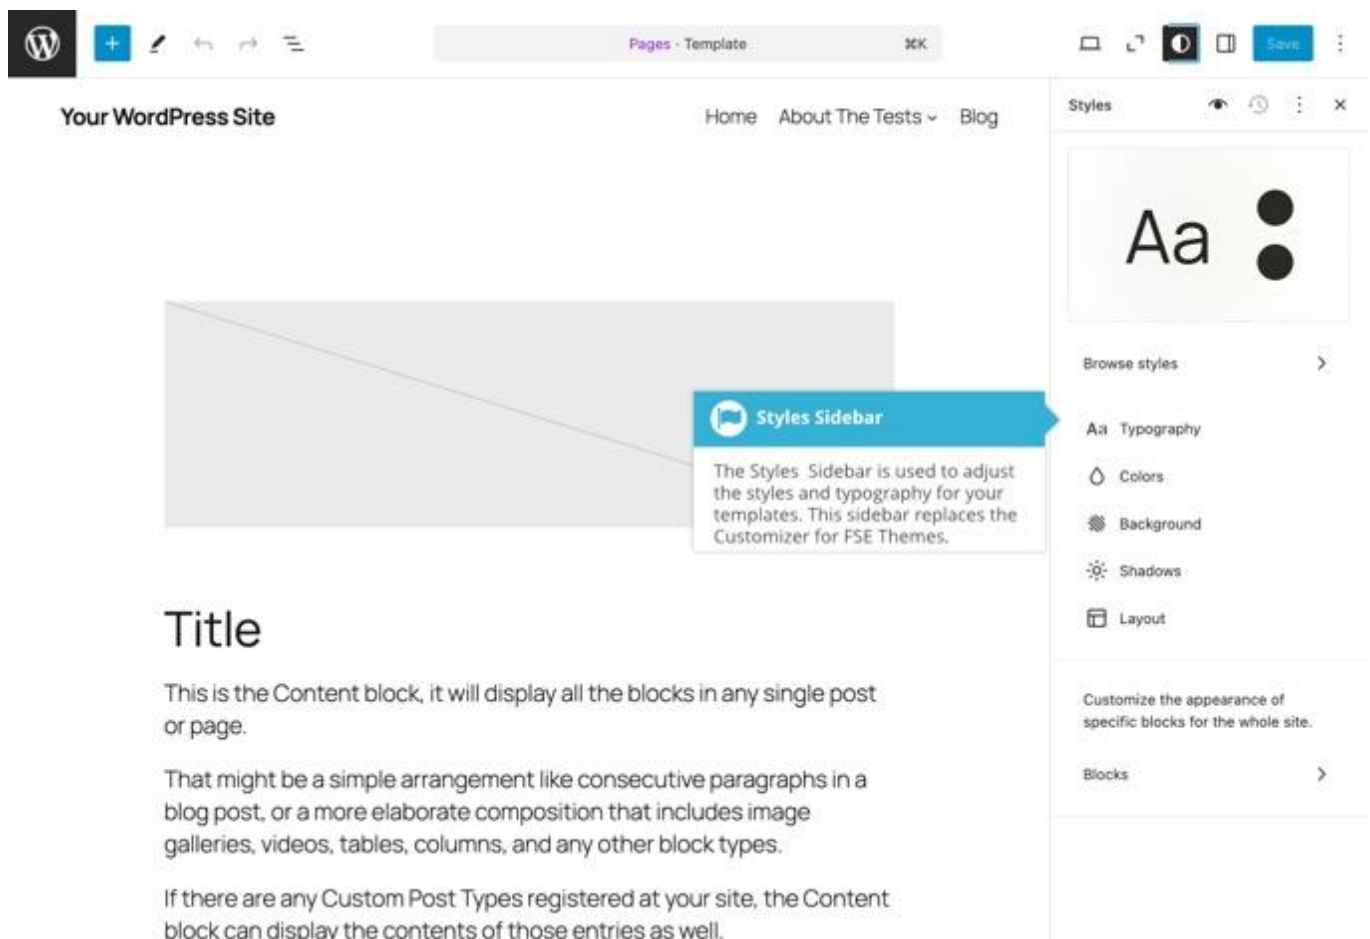 Pages · Template
⌘K
Save
Your WordPress Site
Home About The Tests Blog
Styles
Aa
Browse styles
Styles Sidebar
The Styles Sidebar is used to adjust
the styles and typography for your
templates. This sidebar replaces the
Customizer for FSE Themes.
Aa Typography
Colors
Background
Shadows
Layout
Title
This is the Content block, it will display all the blocks in any single post
or page.
That might be a simple arrangement like consecutive paragraphs in a
blog post, or a more elaborate composition that includes image
galleries, videos, tables, columns, and any other block types.
If there are any Custom Post Types registered at your site, the Content
block can display the contents of those entries as well.
Customize the appearance of
specific blocks for the whole site.
Blocks